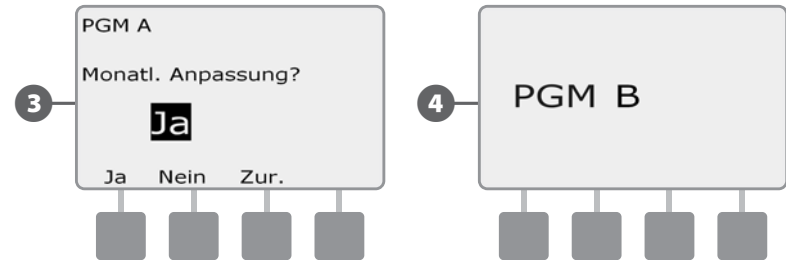 3
PGM A
Monatl. Anpassung?
Ja
Ja Nein Zur.
4
PGM B